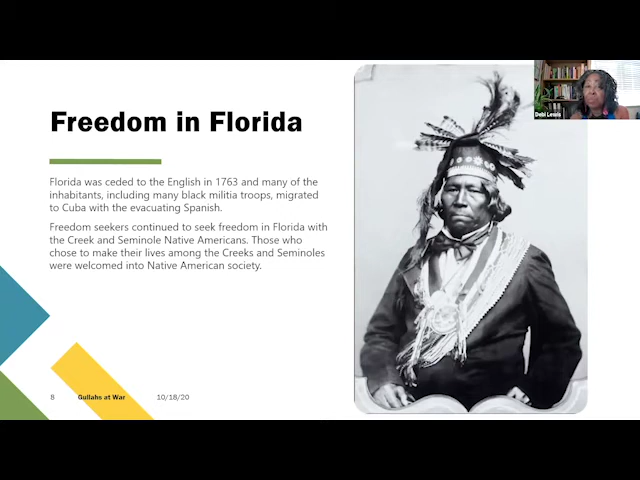 Freedom in Florida
Florida was ceded to the English in 1763 and many of the
inhabitants, including many black militia troops, migrated
to Cuba with the evacuating Spanish.
Freedom seekers continued to seek freedom in Florida with
the Creek and Seminole Native Americans. Those who
chose to make their lives among the Creeks and Seminoles
were welcomed into Native American society.
8 Gullahs at War 10/18/20
Debi Lewis